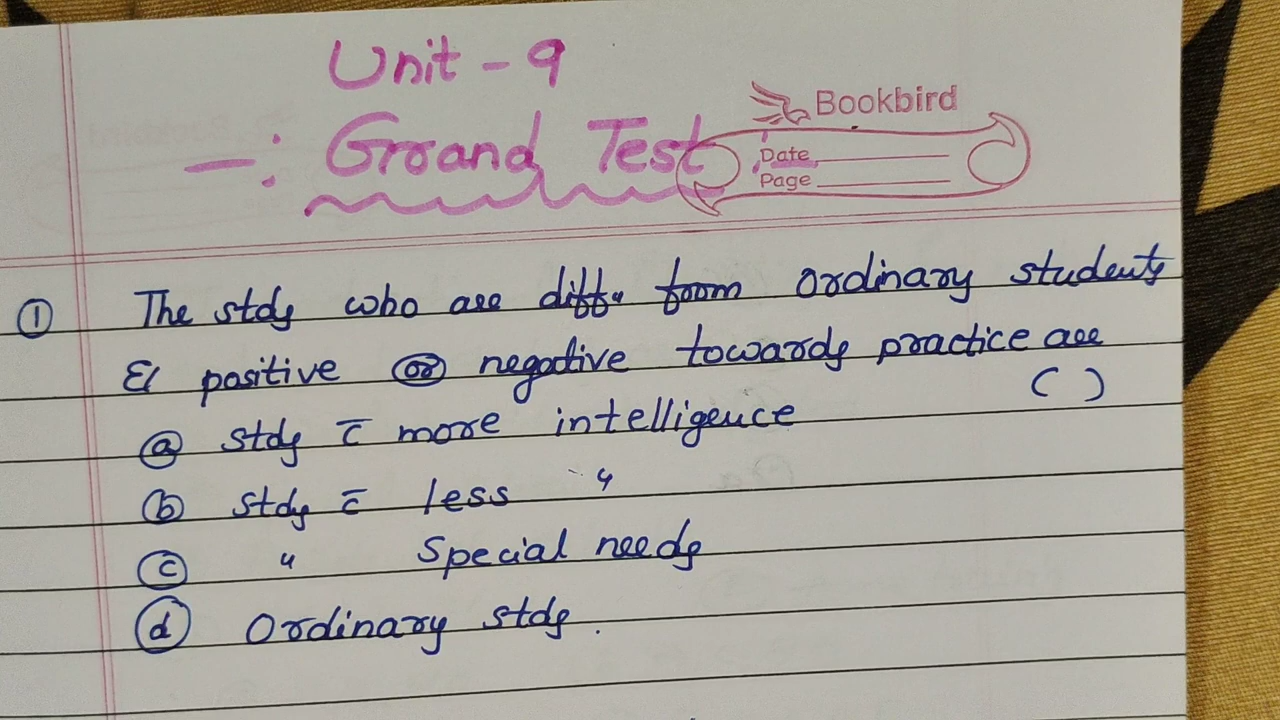 Unit - 9
Bookbird
—: Grand Test :
Date
Page
① The stds who are diff. from ordinary students
& positive or negative towards practice are
( )
ⓐ stds c̅ more intelligence
ⓑ stds c̅ less "
ⓒ " Special needs
ⓓ Ordinary stds.